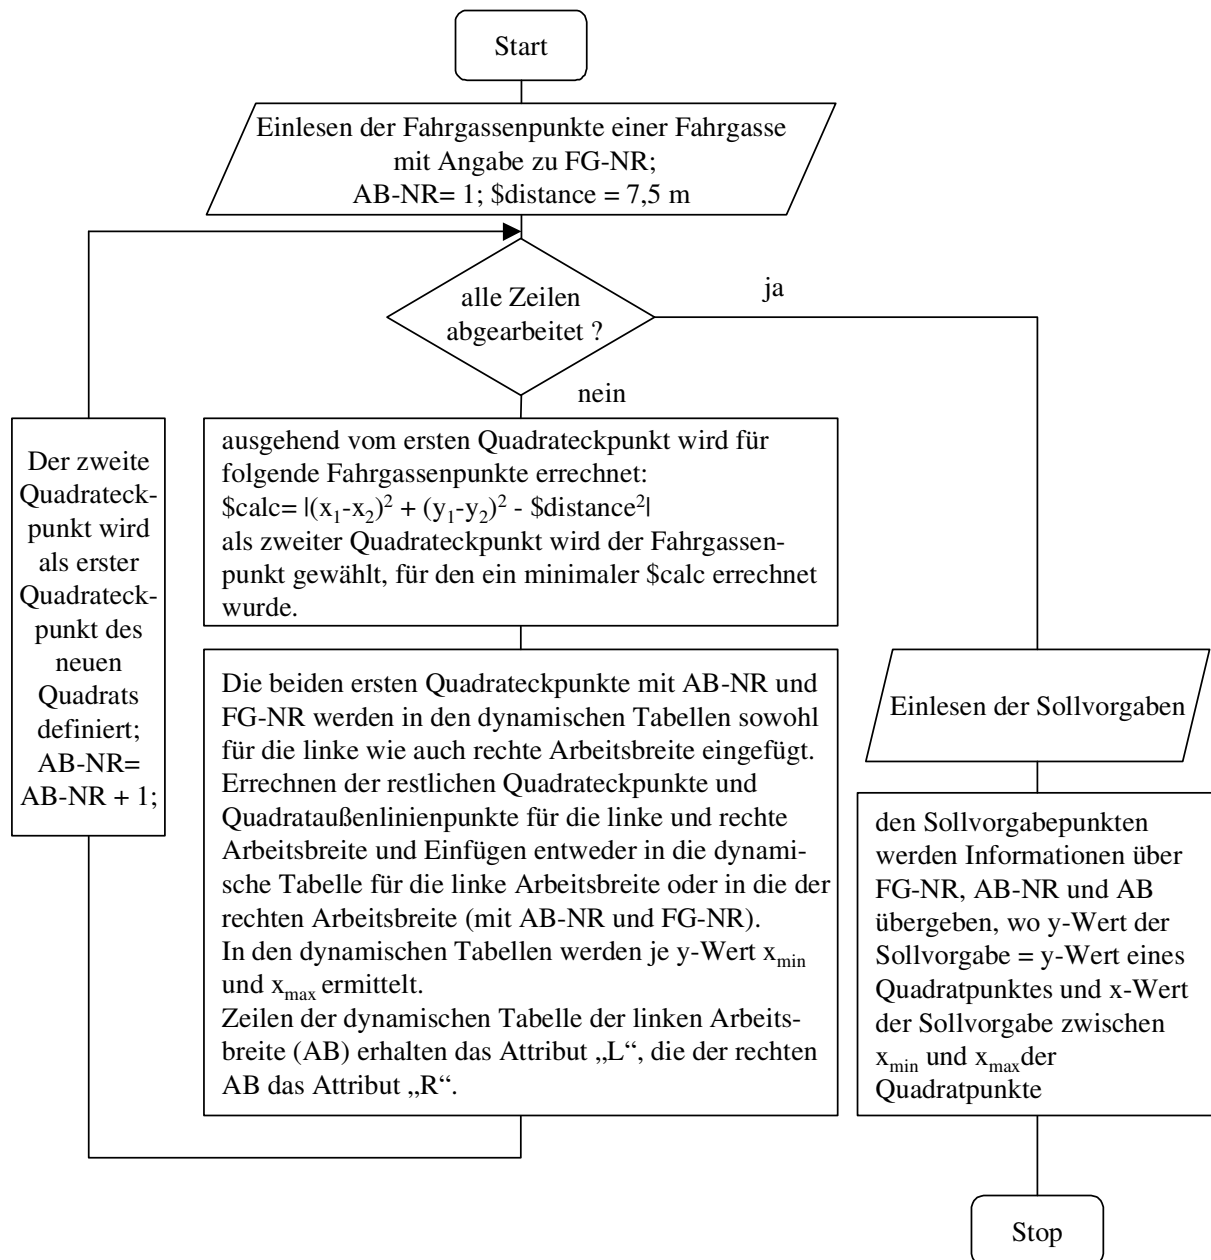 Start
Einlesen der Fahrgassenpunkte einer Fahrgasse
mit Angabe zu FG-NR;
AB-NR= 1; $distance = 7,5 m
alle Zeilen
abgearbeitet ?
ja
nein
Der zweite
Quadrateck-
punkt wird
als erster
Quadrateck-
punkt des
neuen
Quadrats
definiert;
AB-NR=
AB-NR + 1;
ausgehend vom ersten Quadrateckpunkt wird für
folgende Fahrgassenpunkte errechnet:
$calc= |(x₁-x₂)² + (y₁-y₂)² - $distance²|
als zweiter Quadrateckpunkt wird der Fahrgassen-
punkt gewählt, für den ein minimaler $calc errechnet
wurde.
Die beiden ersten Quadrateckpunkte mit AB-NR und
FG-NR werden in den dynamischen Tabellen sowohl
für die linke wie auch rechte Arbeitsbreite eingefügt.
Errechnen der restlichen Quadrateckpunkte und
Quadrataußenlinienpunkte für die linke und rechte
Arbeitsbreite und Einfügen entweder in die dynami-
sche Tabelle für die linke Arbeitsbreite oder in die der
rechten Arbeitsbreite (mit AB-NR und FG-NR).
In den dynamischen Tabellen werden je y-Wert xmin
und xmax ermittelt.
Zeilen der dynamischen Tabelle der linken Arbeits-
breite (AB) erhalten das Attribut „L“, die der rechten
AB das Attribut „R“.
Einlesen der Sollvorgaben
den Sollvorgabepunkten
werden Informationen über
FG-NR, AB-NR und AB
übergeben, wo y-Wert der
Sollvorgabe = y-Wert eines
Quadratpunktes und x-Wert
der Sollvorgabe zwischen
xmin und xmaxder
Quadratpunkte
Stop